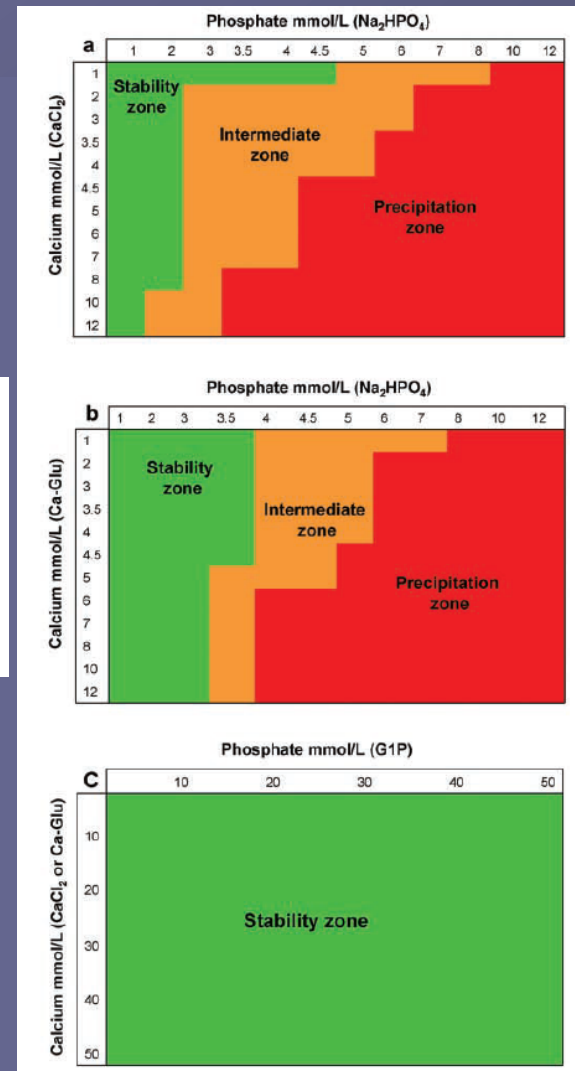 Phosphate mmol/L (Na₂HPO₄)
a
1 2 3 3.5 4 4.5 5 6 7 8 10 12
Calcium mmol/L (CaCl₂)
1
2
3
3.5
4
4.5
5
6
7
8
10
12
Stability
zone
Intermediate
zone
Precipitation
zone
Phosphate mmol/L (Na₂HPO₄)
b
1 2 3 3.5 4 4.5 5 6 7 8 10 12
Calcium mmol/L (Ca-Glu)
1
2
3
3.5
4
4.5
5
6
7
8
10
12
Stability
zone
Intermediate
zone
Precipitation
zone
Phosphate mmol/L (G1P)
C
10 20 30 40 50
Calcium mmol/L (CaCl₂ or Ca-Glu)
10
20
30
40
50
Stability zone